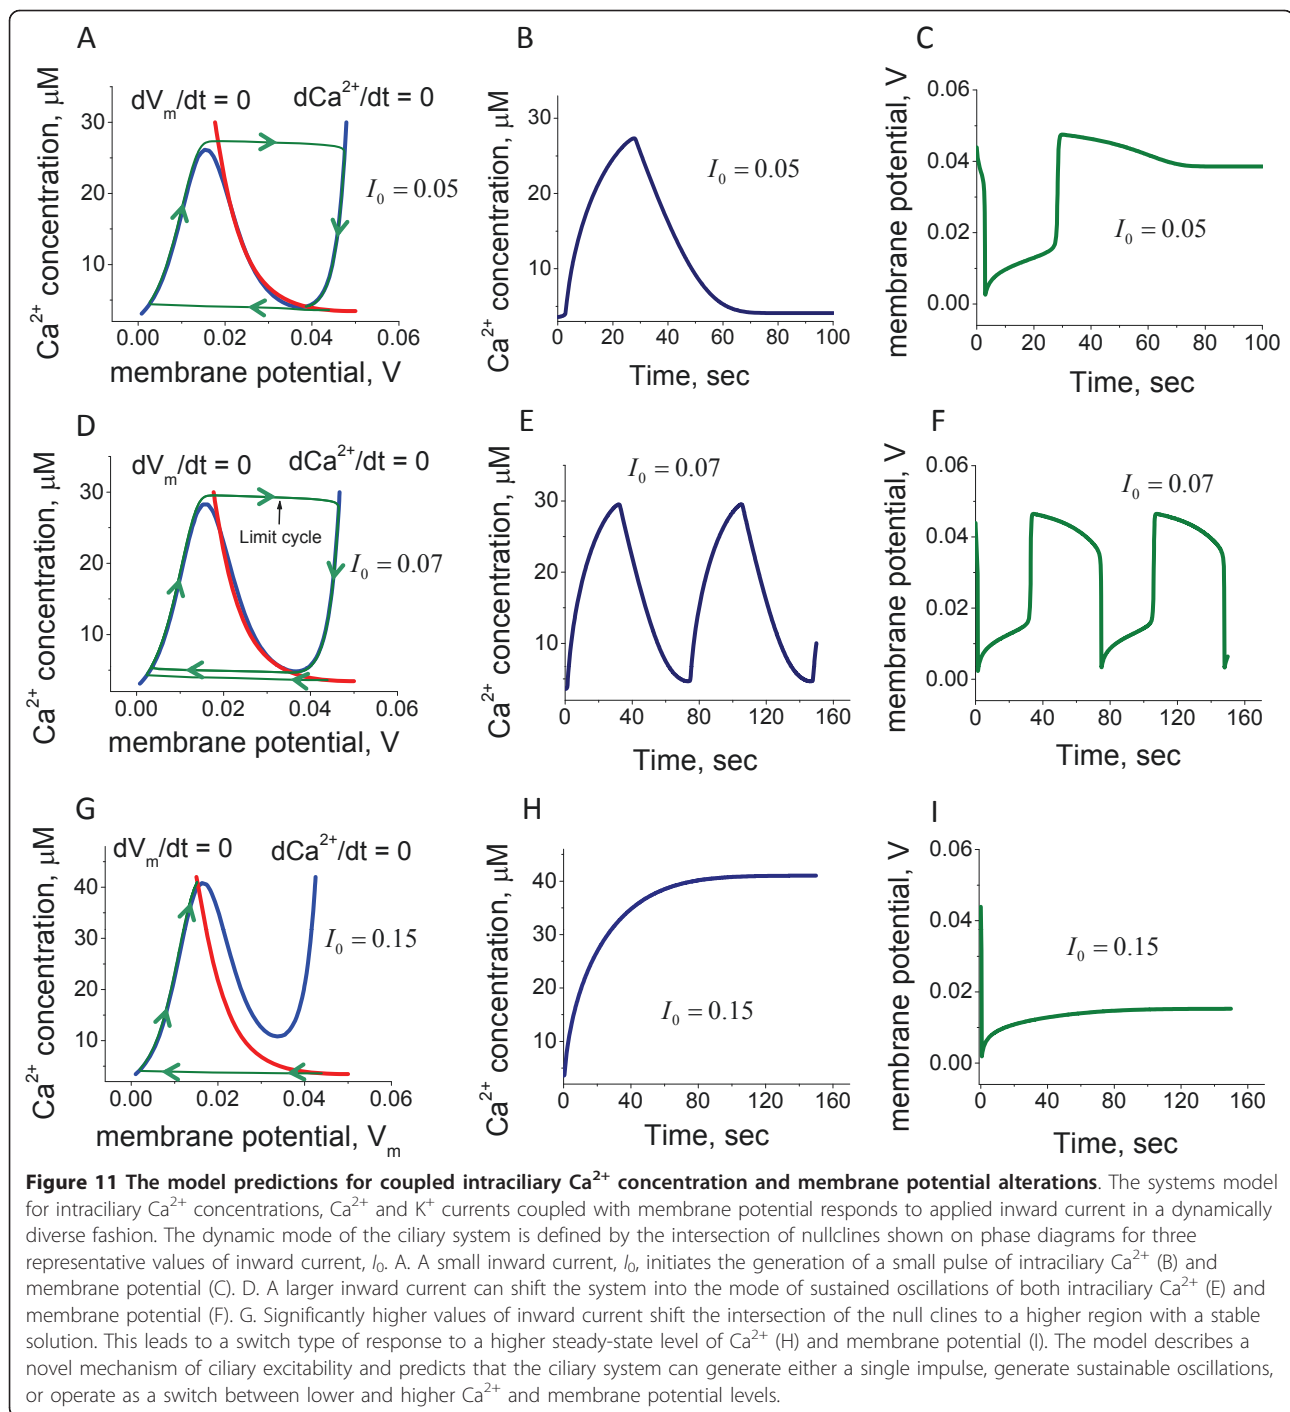 A
B
C
dVm/dt = 0
dCa2+/dt = 0
Ca2+ concentration, μM
30
20
10
I0 = 0.05
0.00
0.02
0.04
0.06
membrane potential, V
Ca2+ concentration, μM
30
20
10
I0 = 0.05
0
20
40
60
80
100
Time, sec
membrane potential, V
0.06
0.04
0.02
0.00
I0 = 0.05
0
20
40
60
80
100
Time, sec
D
E
F
dVm/dt = 0
dCa2+/dt = 0
Ca2+ concentration, μM
30
20
10
Limit cycle
I0 = 0.07
0.00
0.02
0.04
0.06
membrane potential, V
Ca2+ concentration, μM
40
30
20
10
I0 = 0.07
0
40
80
120
160
Time, sec
membrane potential, V
0.06
0.04
0.02
0.00
I0 = 0.07
0
40
80
120
160
Time, sec
G
H
I
dVm/dt = 0
dCa2+/dt = 0
Ca2+ concentration, μM
40
30
20
10
I0 = 0.15
0.00
0.02
0.04
0.06
membrane potential, Vm
Ca2+ concentration, μM
40
30
20
10
I0 = 0.15
0
40
80
120
160
Time, sec
membrane potential, V
0.06
0.04
0.02
0.00
I0 = 0.15
0
40
80
120
160
Time, sec
Figure 11 The model predictions for coupled intraciliary Ca2+ concentration and membrane potential alterations. The systems model
for intraciliary Ca2+ concentrations, Ca2+ and K+ currents coupled with membrane potential responds to applied inward current in a dynamically
diverse fashion. The dynamic mode of the ciliary system is defined by the intersection of nullclines shown on phase diagrams for three
representative values of inward current, I0. A. A small inward current, I0, initiates the generation of a small pulse of intraciliary Ca2+ (B) and
membrane potential (C). D. A larger inward current can shift the system into the mode of sustained oscillations of both intraciliary Ca2+ (E) and
membrane potential (F). G. Significantly higher values of inward current shift the intersection of the null clines to a higher region with a stable
solution. This leads to a switch type of response to a higher steady-state level of Ca2+ (H) and membrane potential (I). The model describes a
novel mechanism of ciliary excitability and predicts that the ciliary system can generate either a single impulse, generate sustainable oscillations,
or operate as a switch between lower and higher Ca2+ and membrane potential levels.